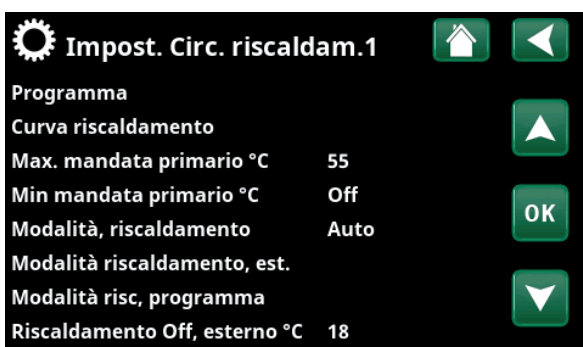 Impost. Circ. riscaldam.1
Programma
Curva riscaldamento
Max. mandata primario °C 55
Min mandata primario °C Off
Modalità, riscaldamento Auto
Modalità riscaldamento, est.
Modalità risc, programma
Riscaldamento Off, esterno °C 18
OK